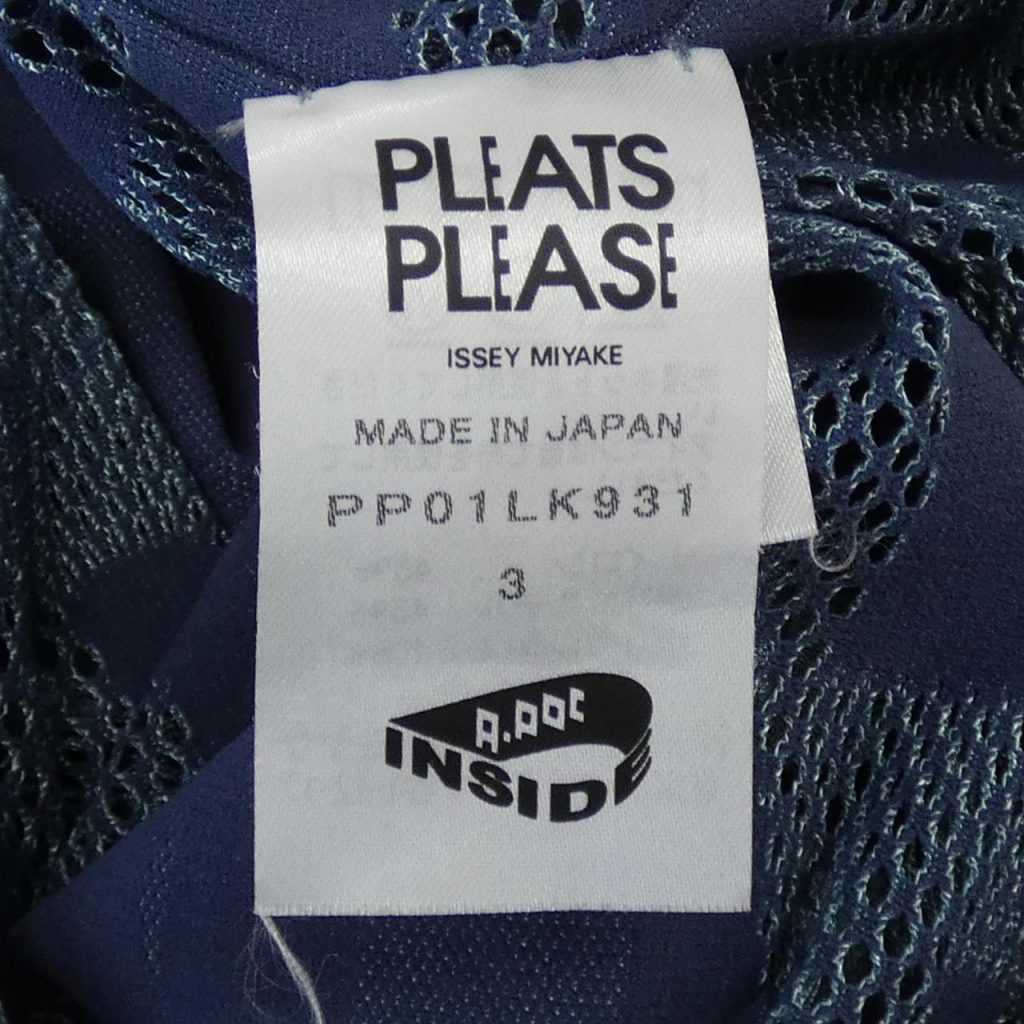 PLEATS
PLEASE
ISSEY MIYAKE
MADE IN JAPAN
PP01LK931
3
A.POC
INSIDE